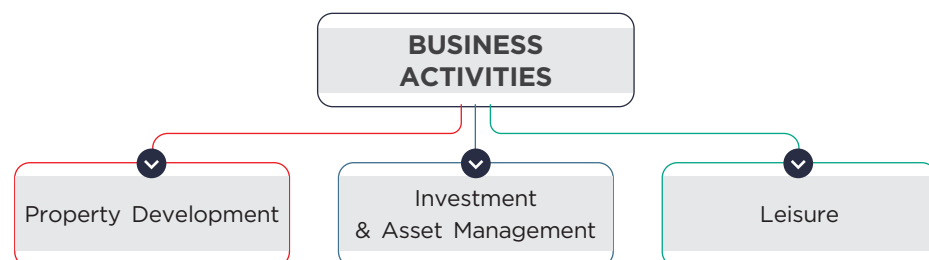 BUSINESS
ACTIVITIES
Property Development
Investment
& Asset Management
Leisure